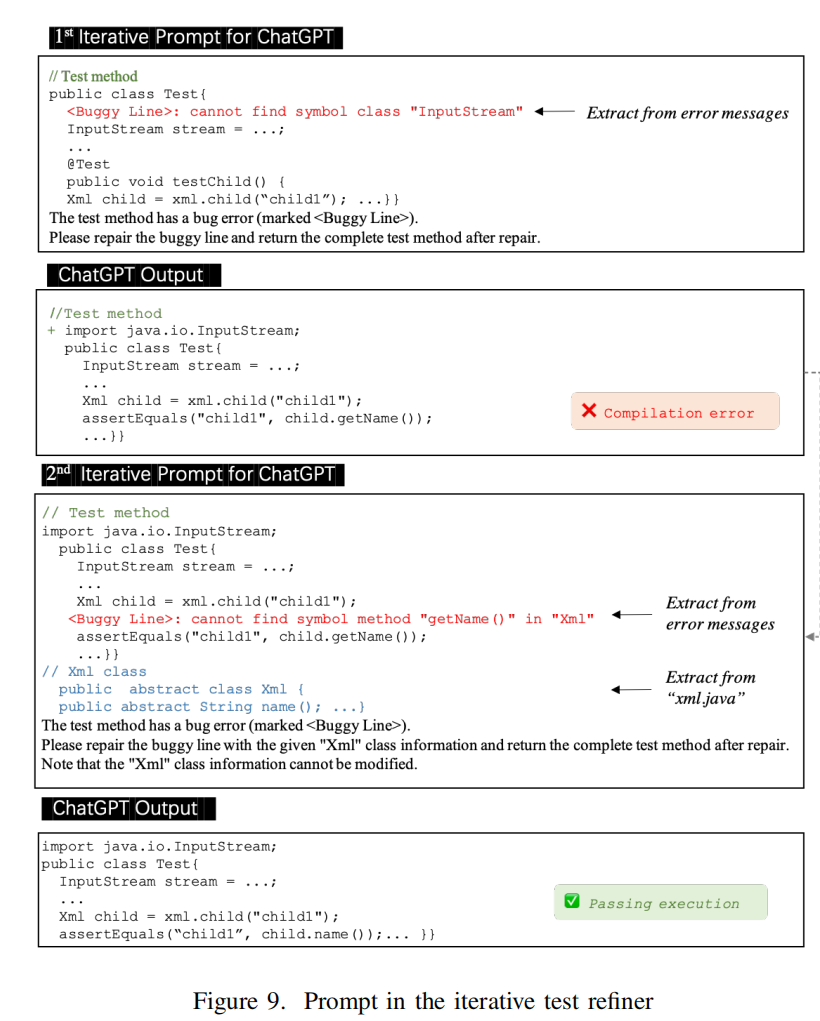 1st Iterative Prompt for ChatGPT
// Test method
public class Test{
<Buggy Line>: cannot find symbol class "InputStream"
Extract from error messages
InputStream stream = ...;
...
@Test
public void testChild() {
Xml child = xml.child(“child1”); ...}}
The test method has a bug error (marked <Buggy Line>).
Please repair the buggy line and return the complete test method after repair.
ChatGPT Output
//Test method
+ import java.io.InputStream;
public class Test{
InputStream stream = ...;
...
Xml child = xml.child("child1");
assertEquals("child1", child.getName());
...}}
❌ Compilation error
2nd Iterative Prompt for ChatGPT
// Test method
import java.io.InputStream;
public class Test{
InputStream stream = ...;
...
Xml child = xml.child("child1");
<Buggy Line>: cannot find symbol method "getName()" in "Xml"
assertEquals("child1", child.getName());
...}}
Extract from
error messages
// Xml class
public abstract class Xml {
public abstract String name(); ...}
Extract from
“xml.java”
The test method has a bug error (marked <Buggy Line>).
Please repair the buggy line with the given "Xml" class information and return the complete test method after repair.
Note that the "Xml" class information cannot be modified.
ChatGPT Output
import java.io.InputStream;
public class Test{
InputStream stream = ...;
...
Xml child = xml.child("child1");
assertEquals(“child1”, child.name());... }}
✅ Passing execution
Figure 9. Prompt in the iterative test refiner